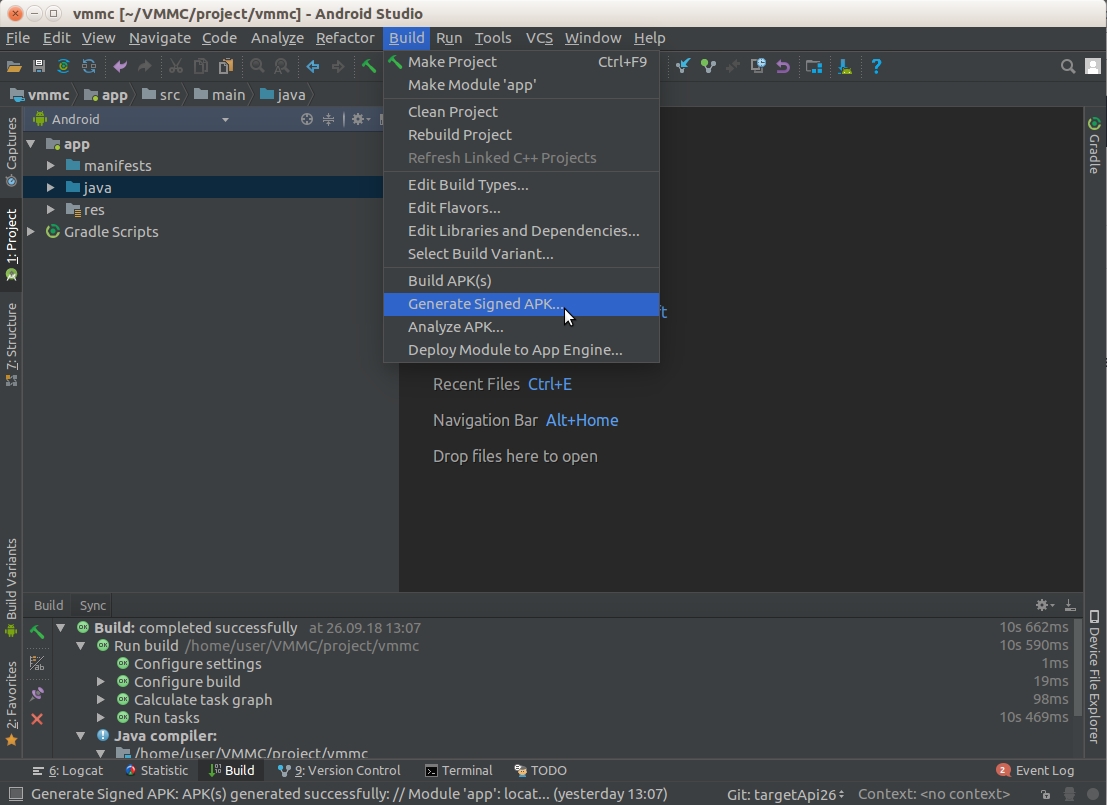 vmmc [~/VMMC/project/vmmc] - Android Studio
File Edit View Navigate Code Analyze Refactor Build Run Tools VCS Window Help
vmmc app src main java
Android
app
manifests
java
res
Gradle Scripts
Make Project Ctrl+F9
Make Module 'app'
Clean Project
Rebuild Project
Refresh Linked C++ Projects
Edit Build Types...
Edit Flavors...
Edit Libraries and Dependencies...
Select Build Variant...
Build APK(s)
Generate Signed APK...
Analyze APK...
Deploy Module to App Engine...
Recent Files Ctrl+E
Navigation Bar Alt+Home
Drop files here to open
Captures
1: Project
7: Structure
Build Variants
2: Favorites
Gradle
Device File Explorer
Build Sync
Build: completed successfully at 26.09.18 13:07 10s 662ms
Run build /home/user/VMMC/project/vmmc 10s 590ms
Configure settings 1ms
Configure build 19ms
Calculate task graph 98ms
Run tasks 10s 469ms
Java compiler:
/home/user/VMMC/project/vmmc
6: Logcat Statistic Build 9: Version Control Terminal TODO 2 Event Log
Generate Signed APK: APK(s) generated successfully: // Module 'app': locat... (yesterday 13:07) Git: targetApi26 Context: <no context>